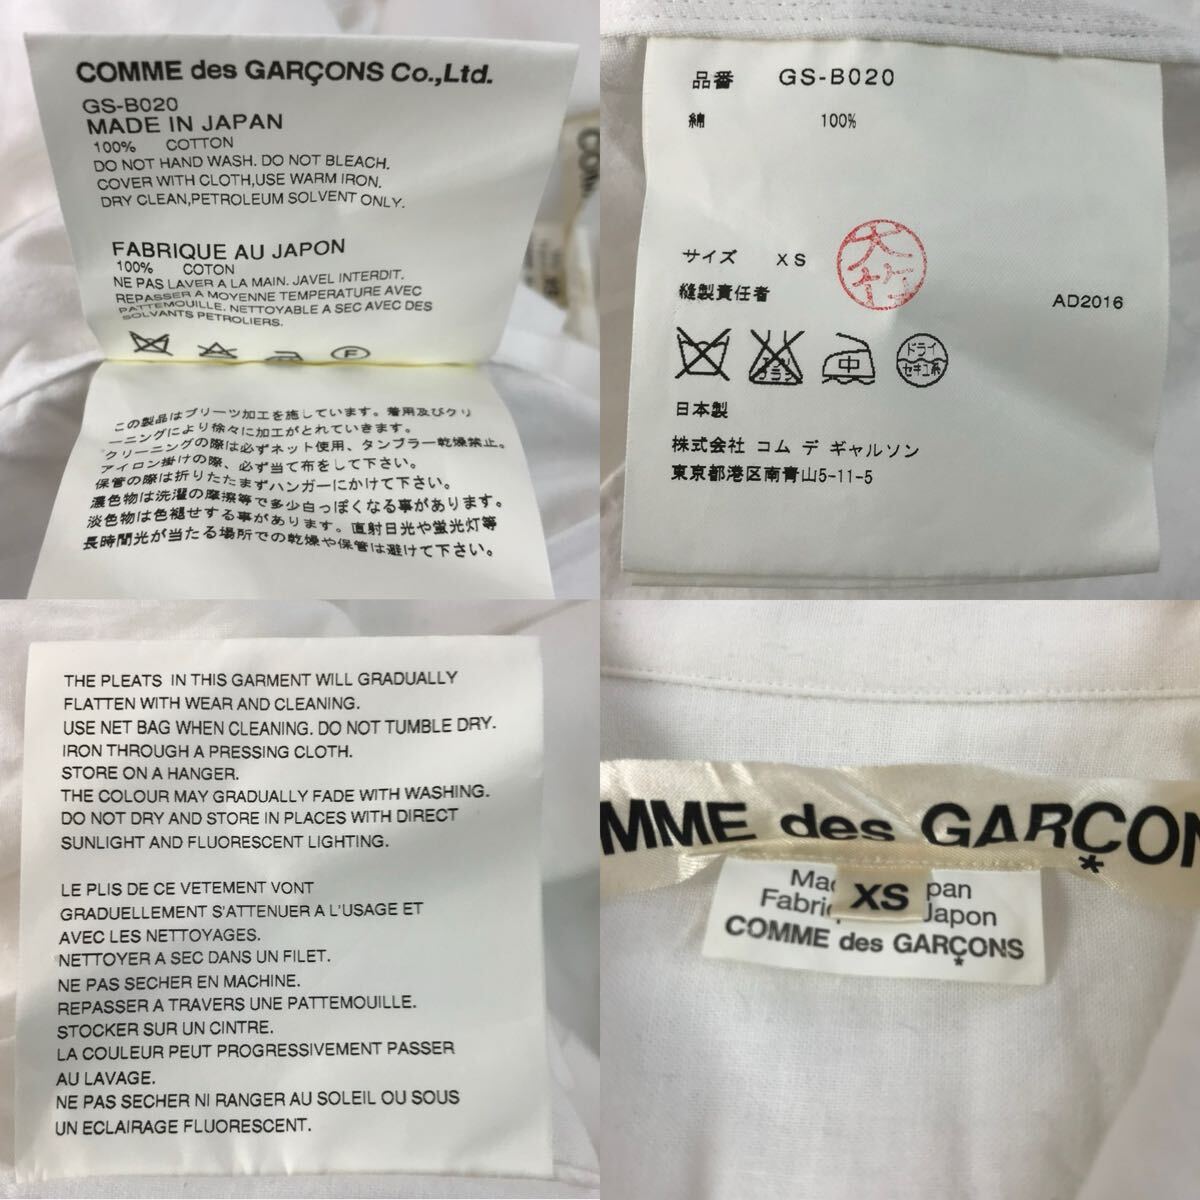 COMME des GARÇONS Co.,Ltd.
GS-B020
MADE IN JAPAN
100% COTTON
DO NOT HAND WASH. DO NOT BLEACH.
COVER WITH CLOTH,USE WARM IRON.
DRY CLEAN,PETROLEUM SOLVENT ONLY.
FABRIQUE AU JAPON
100% COTON
NE PAS LAVER A LA MAIN. JAVEL INTERDIT.
REPASSER A MOYENNE TEMPERATURE AVEC
PATTEMOUILLE. NETTOYABLE A SEC AVEC DES
SOLVANTS PETROLIERS.
F
この製品はプリーツ加工を施しています。着用及びクリ
ーニングにより徐々に加工がとれていきます。
クリーニングの際は必ずネット使用、タンブラー乾燥禁止。
アイロン掛けの際、必ず当て布をして下さい。
保管の際は折りたたまずハンガーにかけて下さい。
濃色物は洗濯の摩擦等で多少白っぽくなる事があります。
淡色物は色褪せする事があります。直射日光や蛍光灯等
長時間光が当たる場所での乾燥や保管は避けて下さい。
品番 GS-B020
綿 100%
サイズ XS
大竹
縫製責任者
AD2016
エンソサラシ
中
ドライ
セキユ系
日本製
株式会社 コム デ ギャルソン
東京都港区南青山5-11-5
THE PLEATS IN THIS GARMENT WILL GRADUALLY
FLATTEN WITH WEAR AND CLEANING.
USE NET BAG WHEN CLEANING. DO NOT TUMBLE DRY.
IRON THROUGH A PRESSING CLOTH.
STORE ON A HANGER.
THE COLOUR MAY GRADUALLY FADE WITH WASHING.
DO NOT DRY AND STORE IN PLACES WITH DIRECT
SUNLIGHT AND FLUORESCENT LIGHTING.
LE PLIS DE CE VETEMENT VONT
GRADUELLEMENT S'ATTENUER A L'USAGE ET
AVEC LES NETTOYAGES.
NETTOYER A SEC DANS UN FILET.
NE PAS SECHER EN MACHINE.
REPASSER A TRAVERS UNE PATTEMOUILLE.
STOCKER SUR UN CINTRE.
LA COULEUR PEUT PROGRESSIVEMENT PASSER
AU LAVAGE.
NE PAS SECHER NI RANGER AU SOLEIL OU SOUS
UN ECLAIRAGE FLUORESCENT.
MME des GARÇON
XS
Japon
COMME des GARÇONS